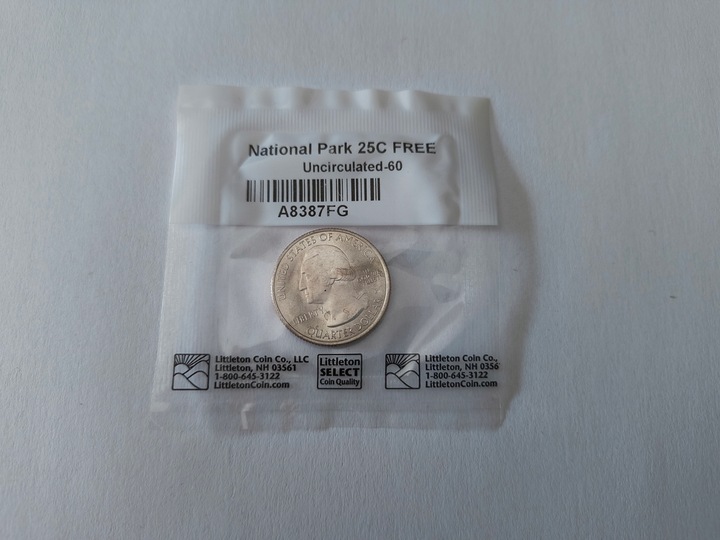 National Park 25C FREE
Uncirculated-60
A8387FG
UNITED STATES OF AMERICA
LIBERTY
QUARTER DOLLAR
Littleton Coin Co., LLC
Littleton, NH 03561
1-800-645-3122
LittletonCoin.com
Littleton
SELECT
Coin Quality
Littleton Coin Co.,
Littleton, NH 0356
1-800-645-3122
LittletonCoin.com